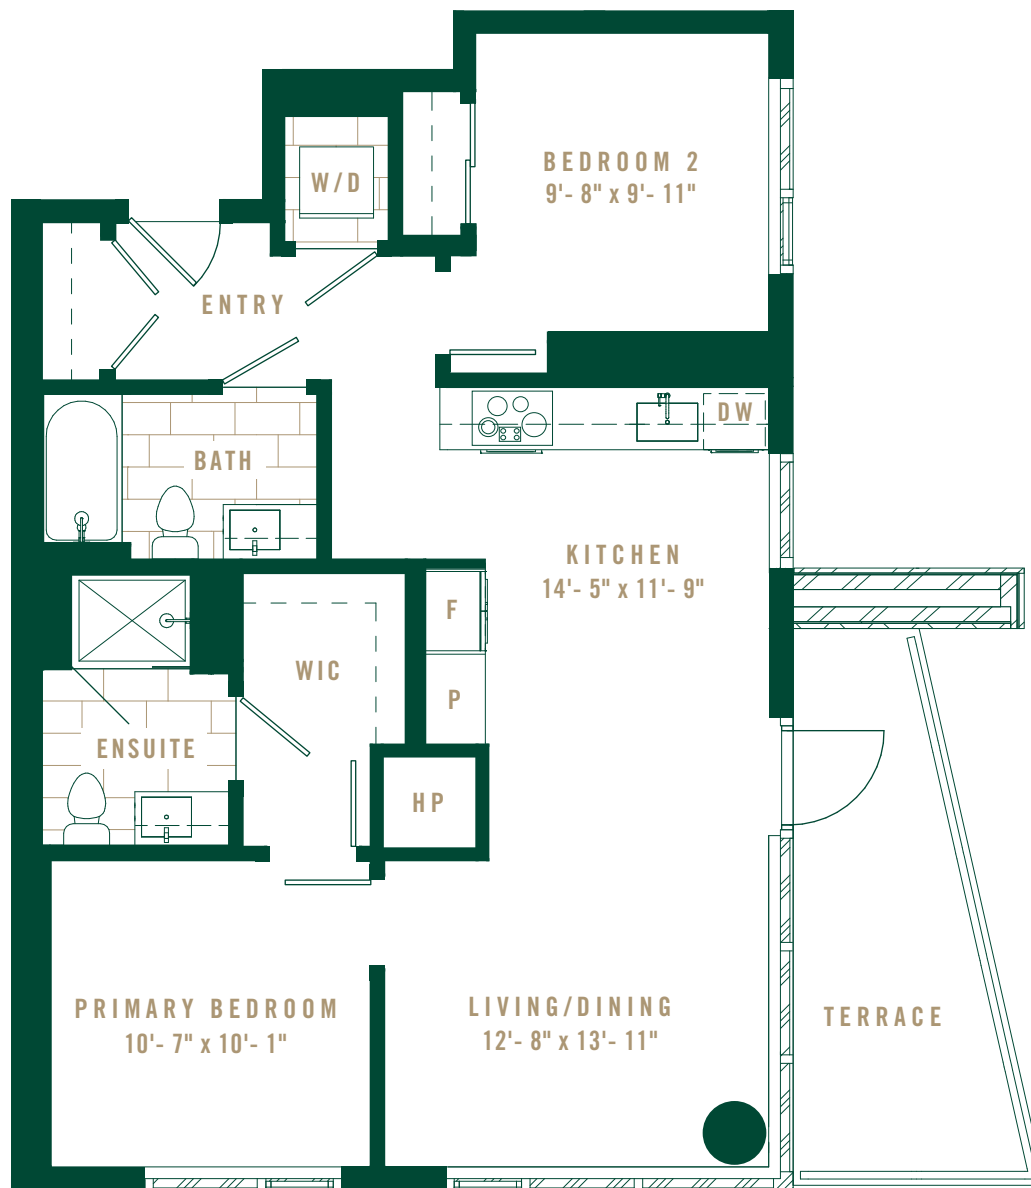 BEDROOM 2
9'- 8" x 9'- 11"
W/D
ENTRY
DW
BATH
KITCHEN
14'- 5" x 11'- 9"
F
WIC
P
ENSUITE
HP
PRIMARY BEDROOM
10'- 7" x 10'- 1"
LIVING/DINING
12'- 8" x 13'- 11"
TERRACE